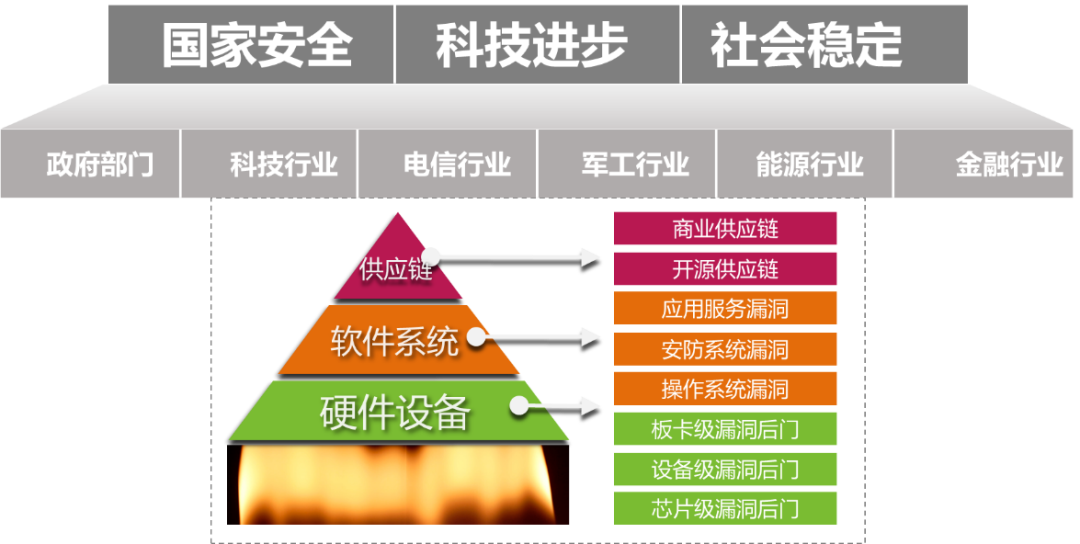 国家安全 科技进步 社会稳定
政府部门 科技行业 电信行业 军工行业 能源行业 金融行业
供应链
软件系统
硬件设备
商业供应链
开源供应链
应用服务漏洞
安防系统漏洞
操作系统漏洞
板卡级漏洞后门
设备级漏洞后门
芯片级漏洞后门